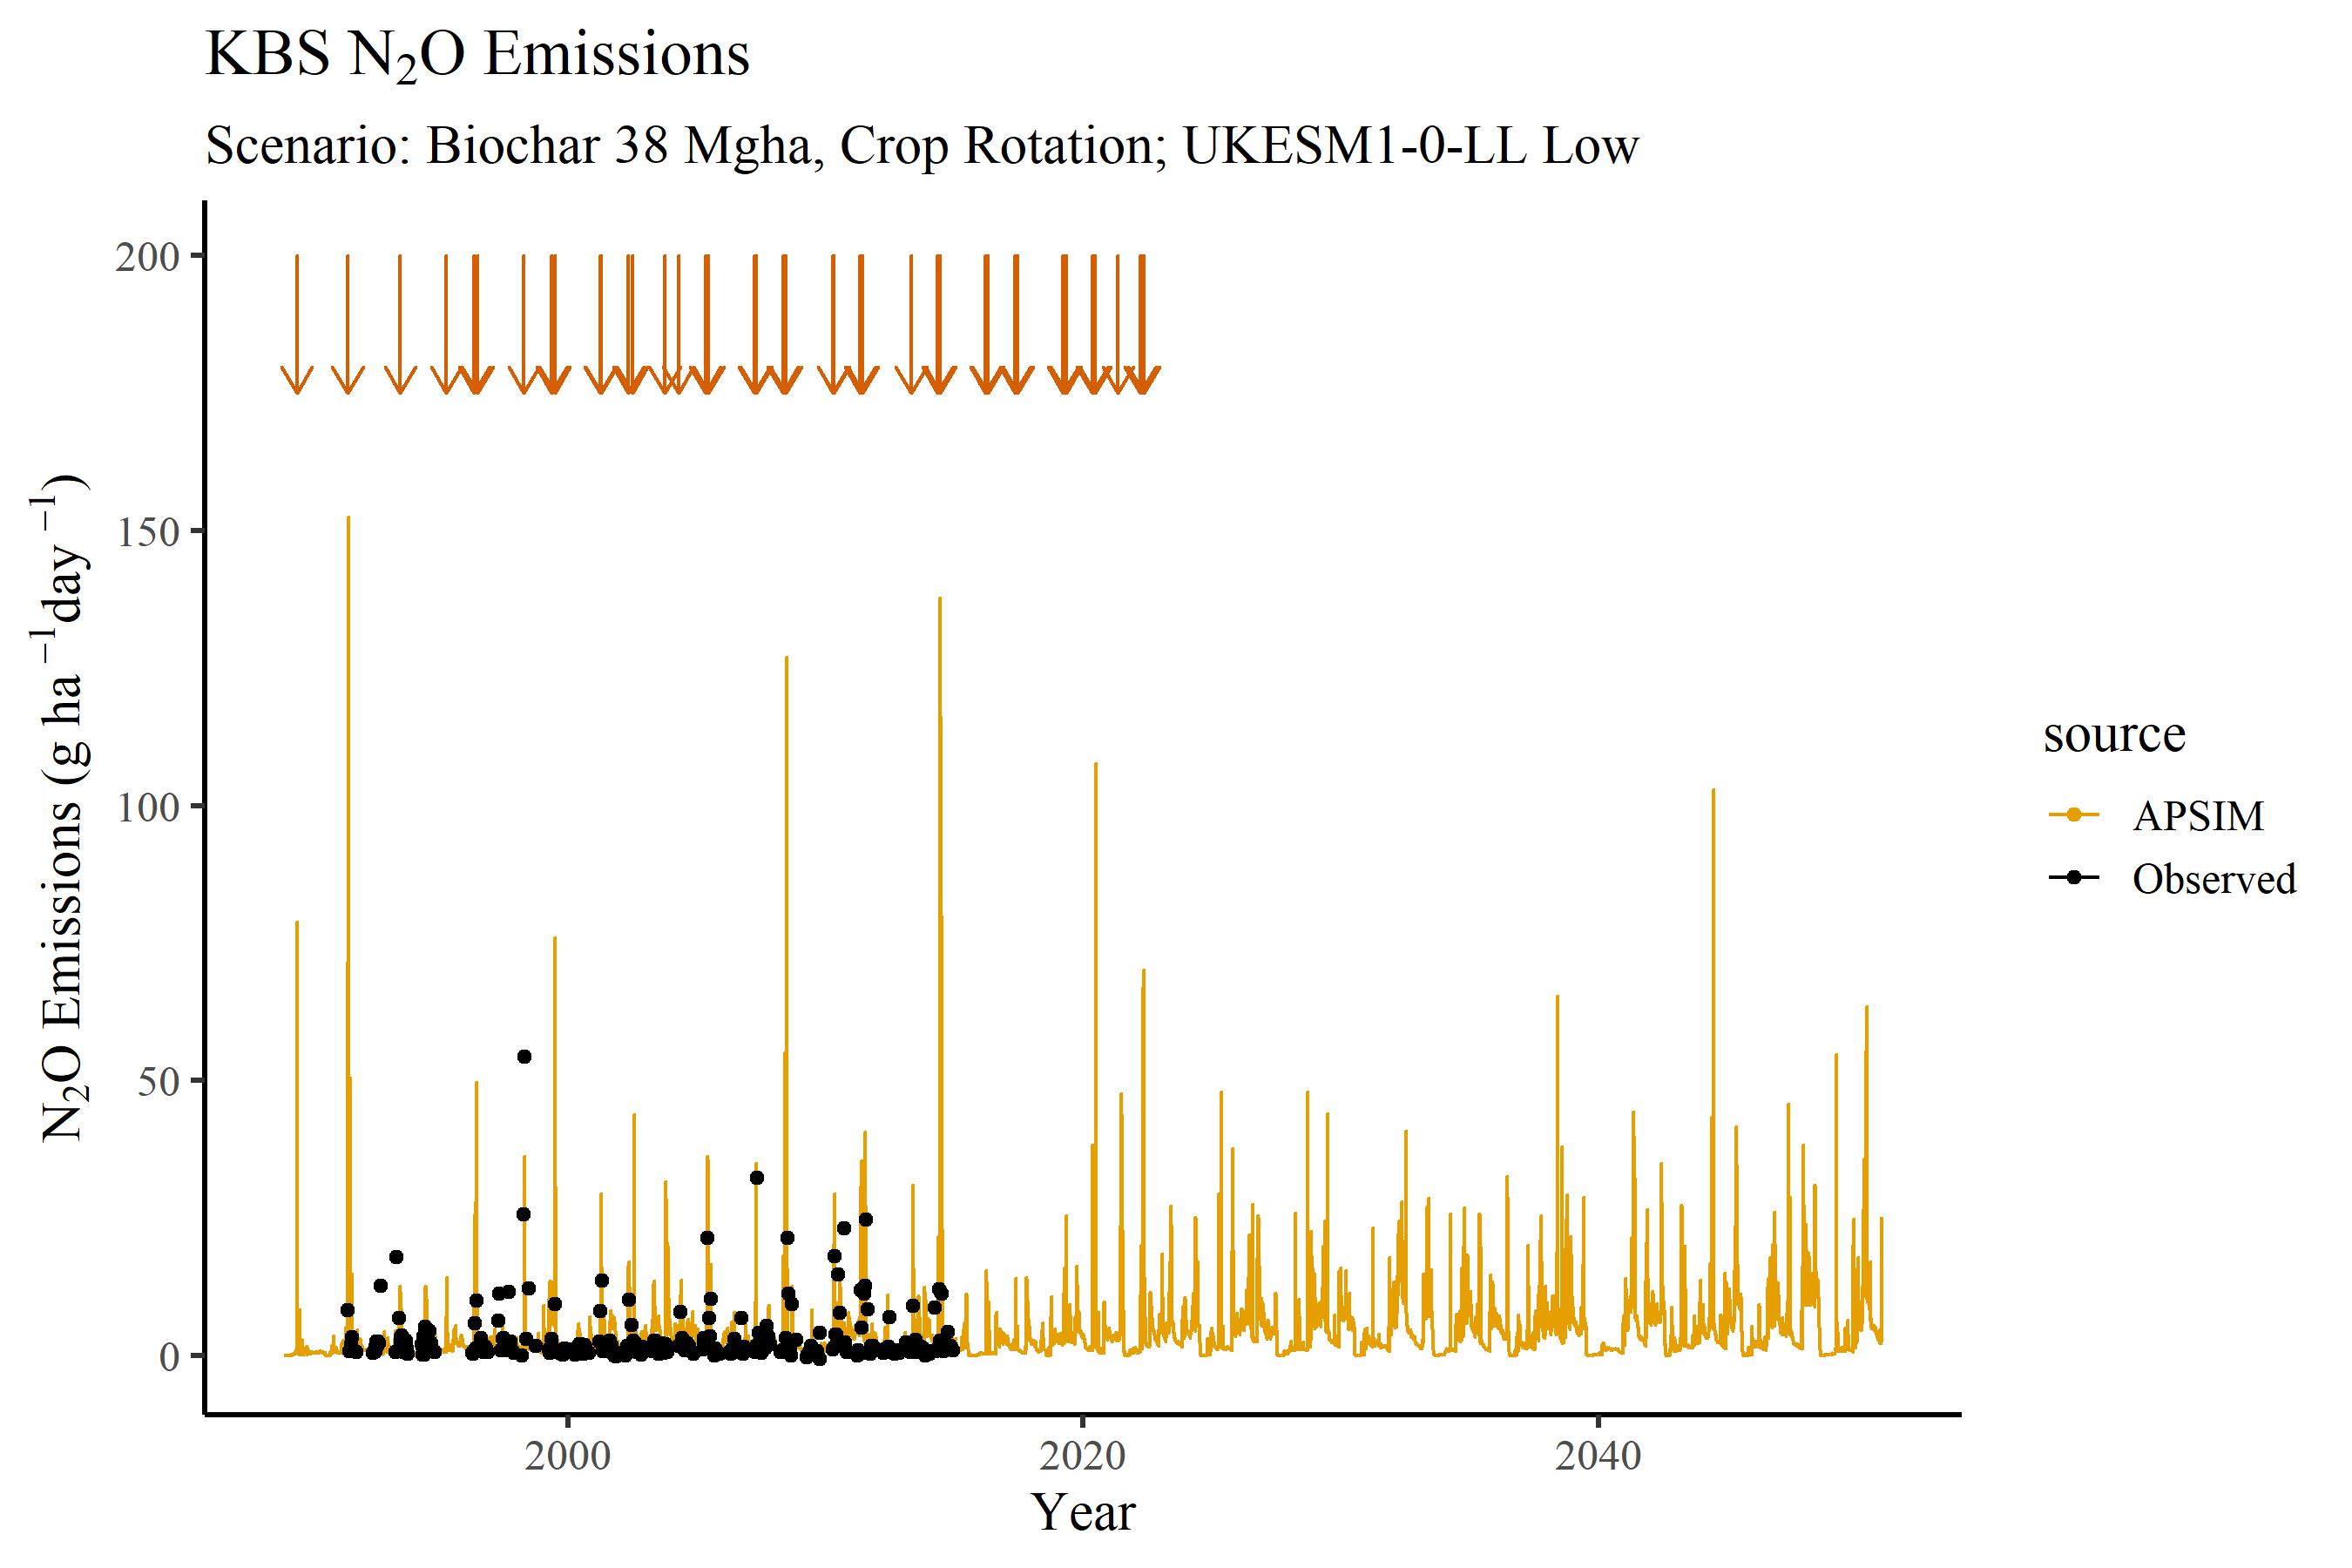 KBS N₂O Emissions
Scenario: Biochar 38 Mgha, Crop Rotation; UKESM1-0-LL Low
N₂O Emissions (g ha ⁻¹day ⁻¹)
200
150
100
50
0
2000
2020
2040
Year
source
APSIM
Observed